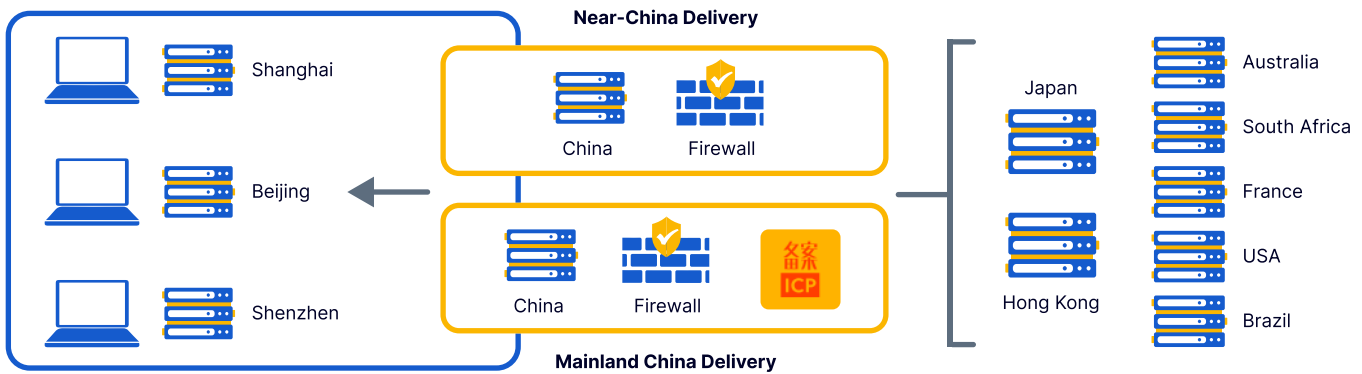 Near-China Delivery
Shanghai
Beijing
Shenzhen
China
Firewall
China
Firewall
备案
ICP
Mainland China Delivery
Japan
Hong Kong
Australia
South Africa
France
USA
Brazil